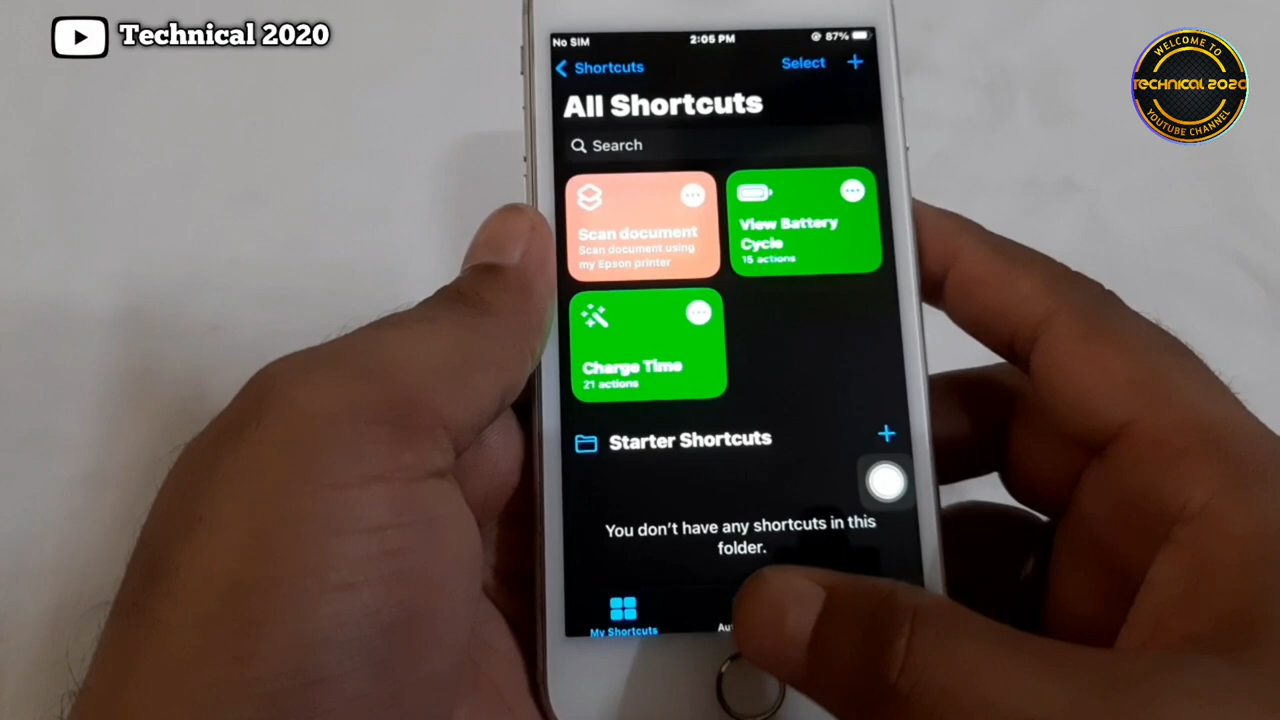 Technical 2020
WELCOME TO
TECHNICAL 2020
YOUTUBE CHANNEL
No SIM
2:05 PM
87%
Shortcuts
Select
All Shortcuts
Search
Scan document
Scan document using
my Epson printer
View Battery
Cycle
15 actions
Charge Time
21 actions
Starter Shortcuts
You don't have any shortcuts in this
folder.
My Shortcuts